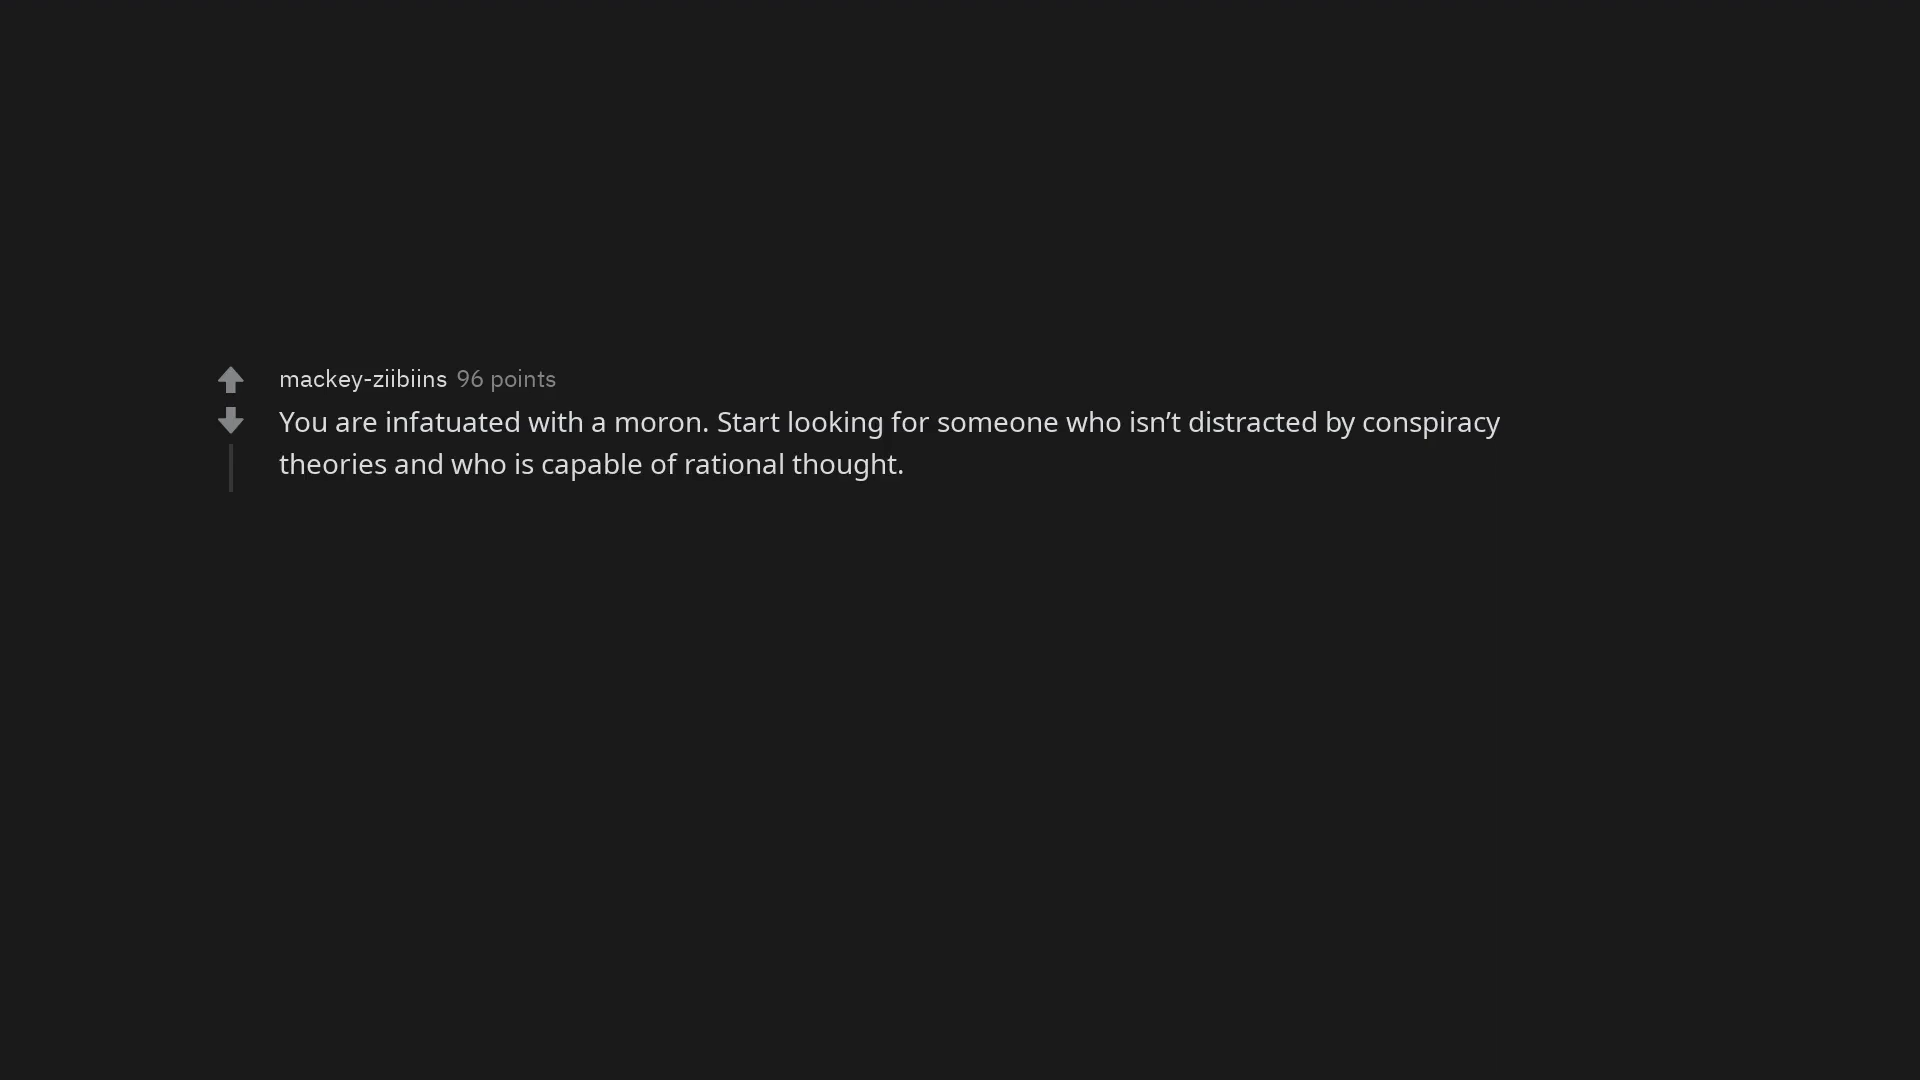 mackey-ziibiins 96 points
You are infatuated with a moron. Start looking for someone who isn’t distracted by conspiracy
theories and who is capable of rational thought.